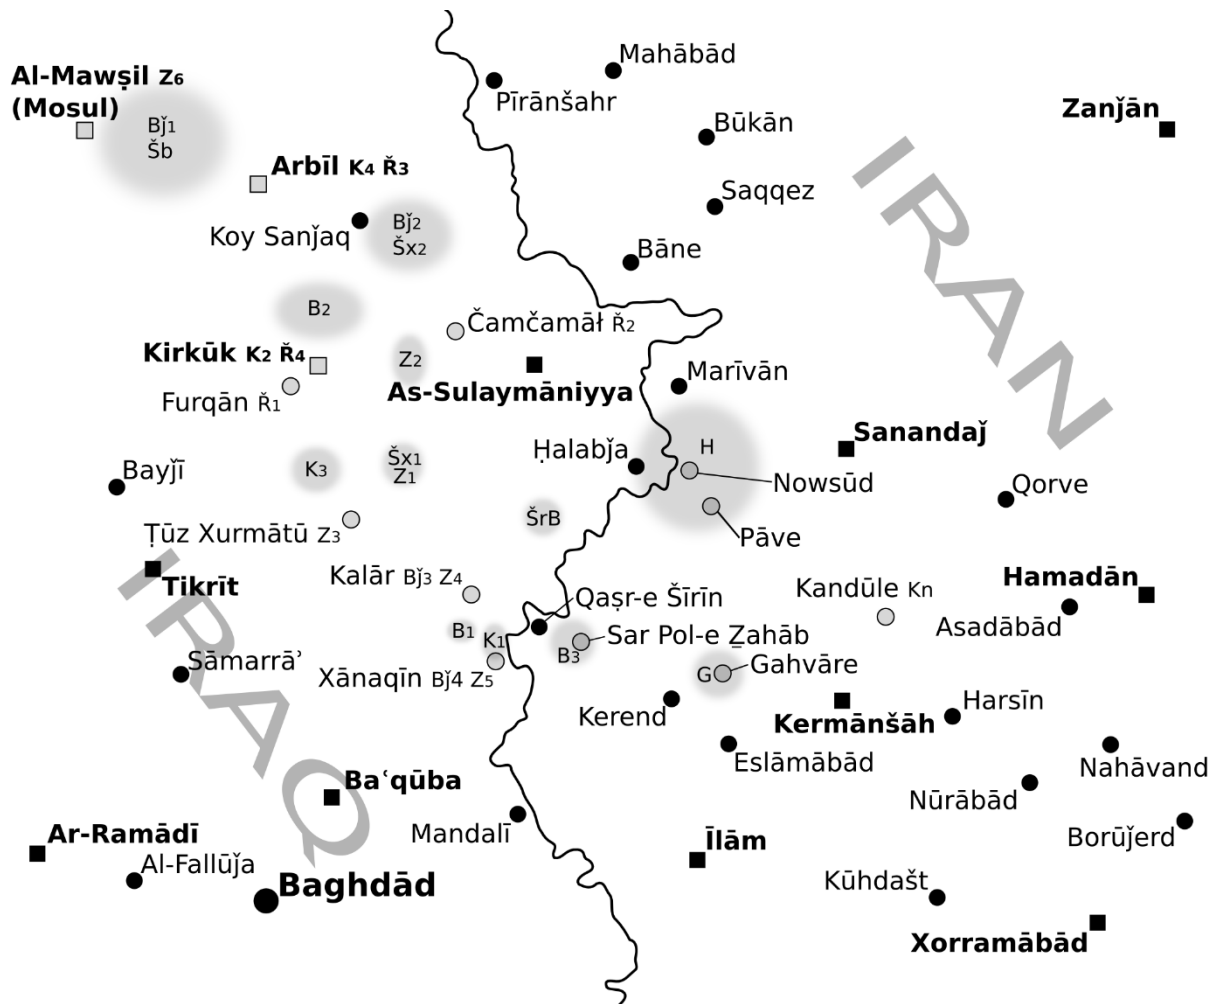 Mahābād
Al-Mawṣil Z6
(Mosul)
Pīrānšahr
Zanǰān
Bǰ1
Šb
Būkān
Arbīl K4 Ř3
Saqqez
Koy Sanǰaq
Bǰ2
Šx2
Bāne
IRAN
B2
Čamčamāł Ř2
Kirkūk K2 Ř4
Z2
As-Sulaymāniyya
Marīvān
Furqān Ř1
Sanandaǰ
H
Ḥalabǰa
Bayǰī
K3
Šx1
Z1
Nowsūd
Qorve
ŠrB
Ṭūz Xurmātū Z3
Pāve
Tikrīt
Kalār Bǰ3 Z4
Qaṣr-e Šīrīn
Kandūle Kn
Hamadān
Asadābād
B1
K1
B3
Sar Pol-e Ẕahāb
Sāmarrāʾ
Xānaqīn Bǰ4 Z5
G
Gahvāre
IRAQ
Kerend
Kermānšāh
Harsīn
Eslāmābād
Nahāvand
Baʿqūba
Nūrābād
Mandalī
Ar-Ramādī
Īlām
Borūǰerd
Al-Fallūǰa
Baghdād
Kūhdašt
Xorramābād